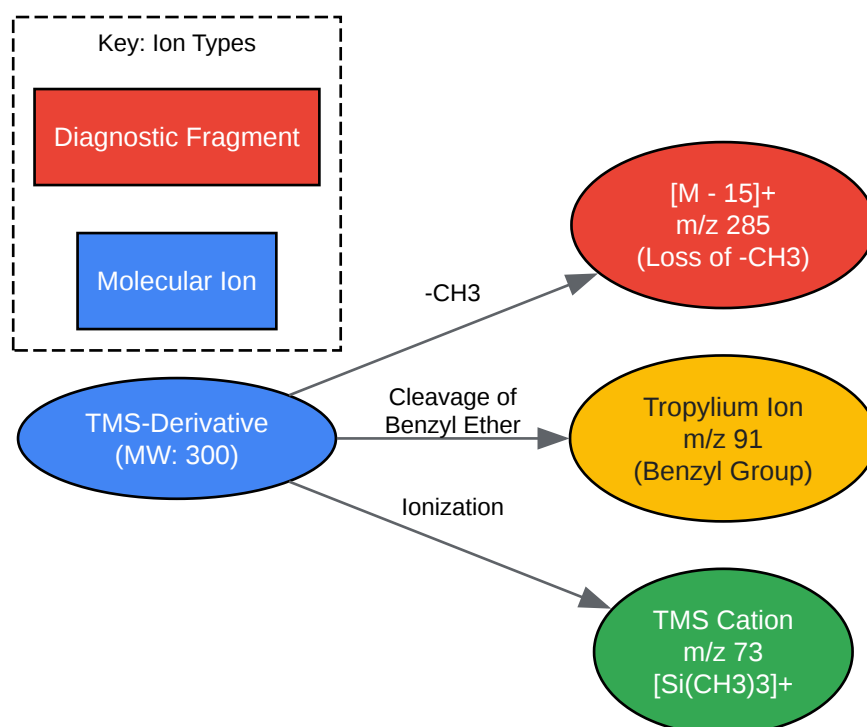 Key: Ion Types
Diagnostic Fragment
Molecular Ion
TMS-Derivative
(MW: 300)
-CH3
Cleavage of
Benzyl Ether
Ionization
[M - 15]+
m/z 285
(Loss of -CH3)
Tropylium Ion
m/z 91
(Benzyl Group)
TMS Cation
m/z 73
[Si(CH3)3]+